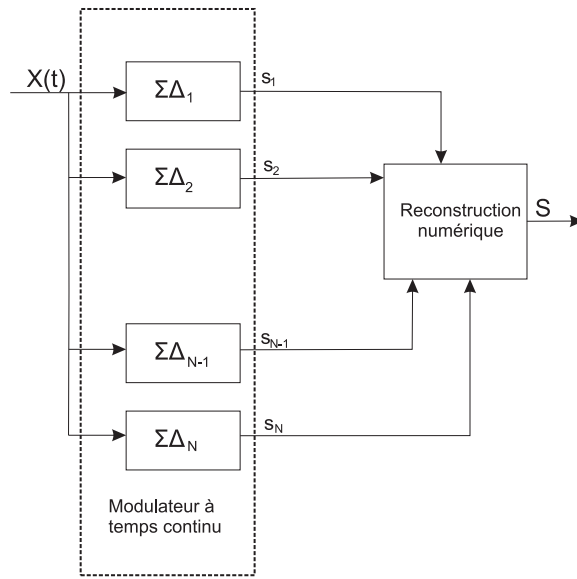 X(t)
ΣΔ1
s1
ΣΔ2
s2
Reconstruction
numérique
S
ΣΔN-1
sN-1
ΣΔN
sN
Modulateur à
temps continu